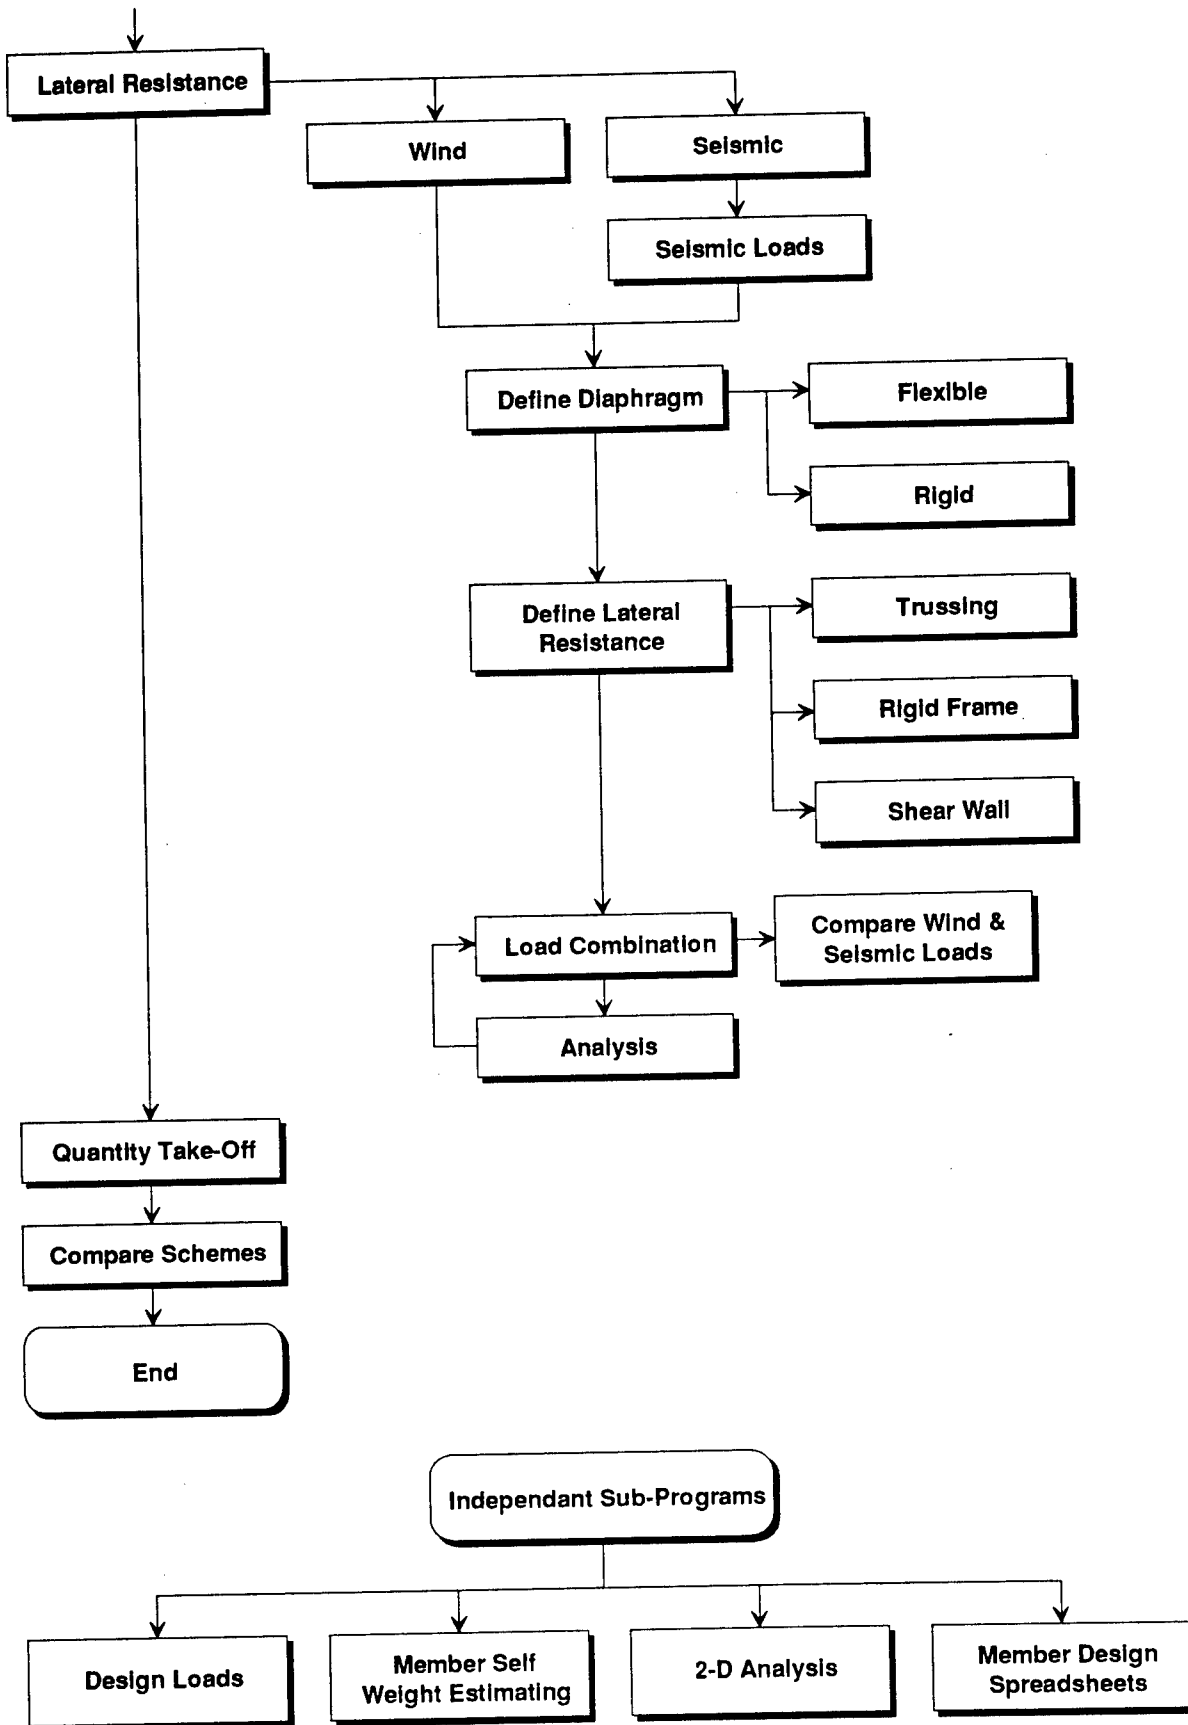 Lateral Resistance
Wind
Seismic
Seismic Loads
Define Diaphragm
Flexible
Rigid
Define Lateral
Resistance
Trussing
Rigid Frame
Shear Wall
Load Combination
Compare Wind &
Seismic Loads
Analysis
Quantity Take-Off
Compare Schemes
End
Independant Sub-Programs
Design Loads
Member Self
Weight Estimating
2-D Analysis
Member Design
Spreadsheets